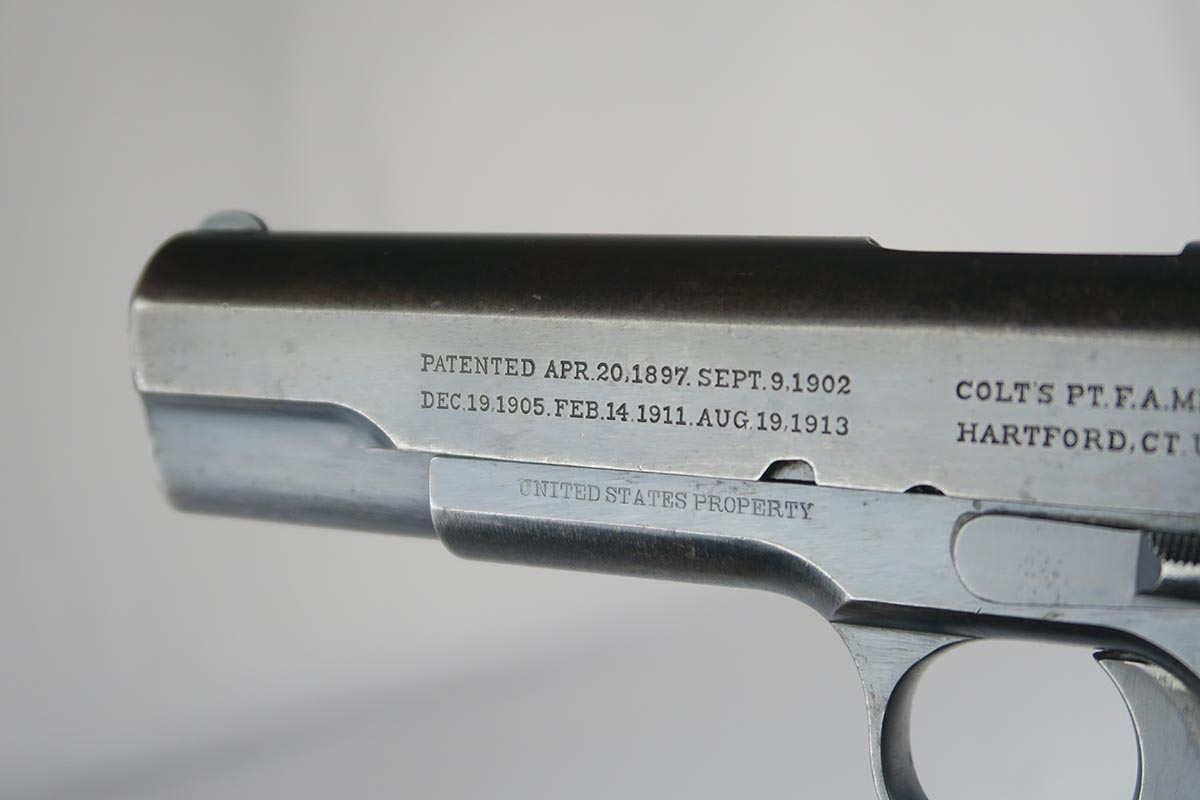 PATENTED APR.20,1897. SEPT.9,1902
DEC.19,1905. FEB.14.1911. AUG.19,1913
COLT'S PT.F.A.M
HARTFORD, CT.
UNITED STATES PROPERTY